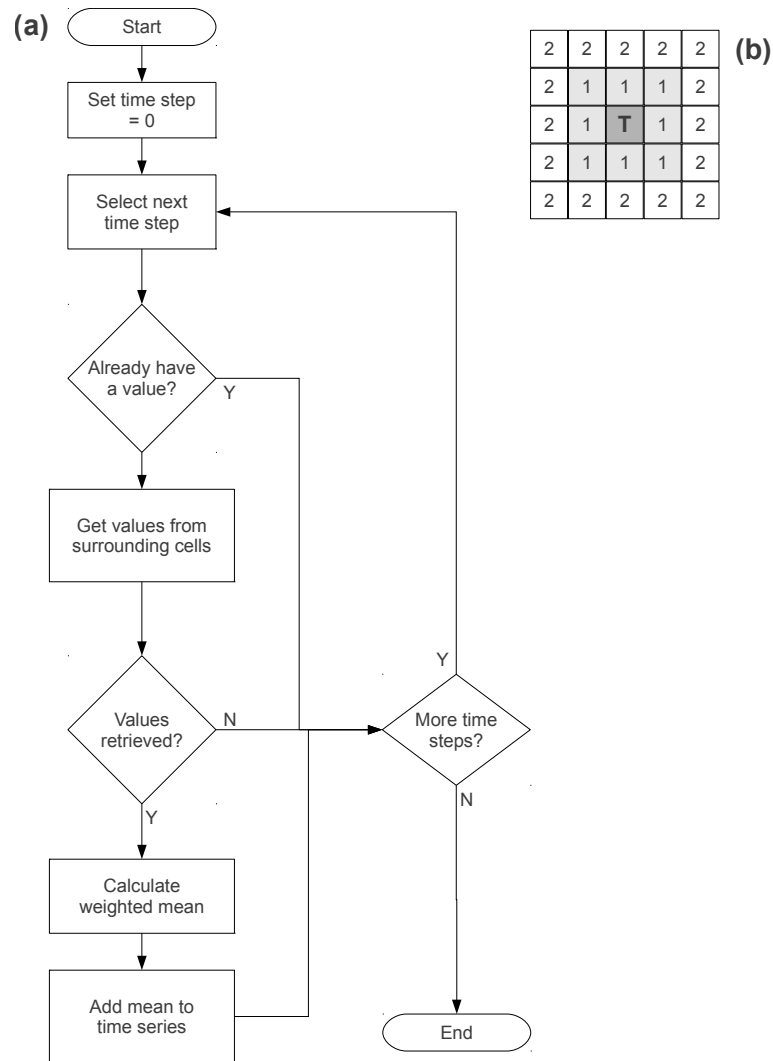 (a)
Start
Set time step
= 0
Select next
time step
Already have
a value?
Y
Get values from
surrounding cells
Values
retrieved?
N
Y
Calculate
weighted mean
Add mean to
time series
Y
More time
steps?
N
End
(b)
2 2 2 2 2
2 1 1 1 2
2 1 T 1 2
2 1 1 1 2
2 2 2 2 2